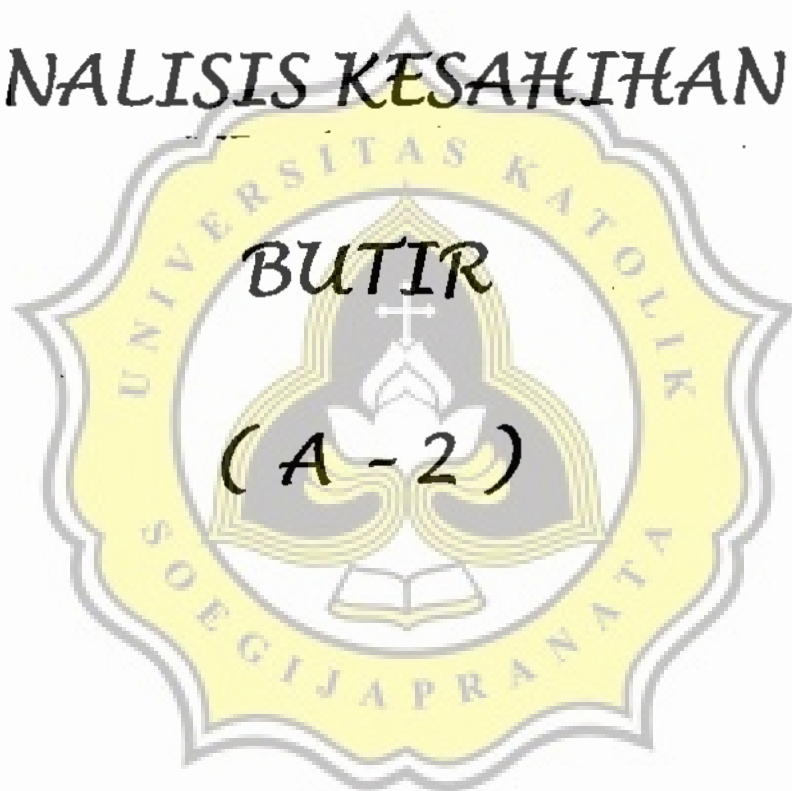 NALISIS KESAHIHAN
UNIVERSITAS KATOLIK
BUTIR
( A - 2 )
SOEGIJAPRANATA